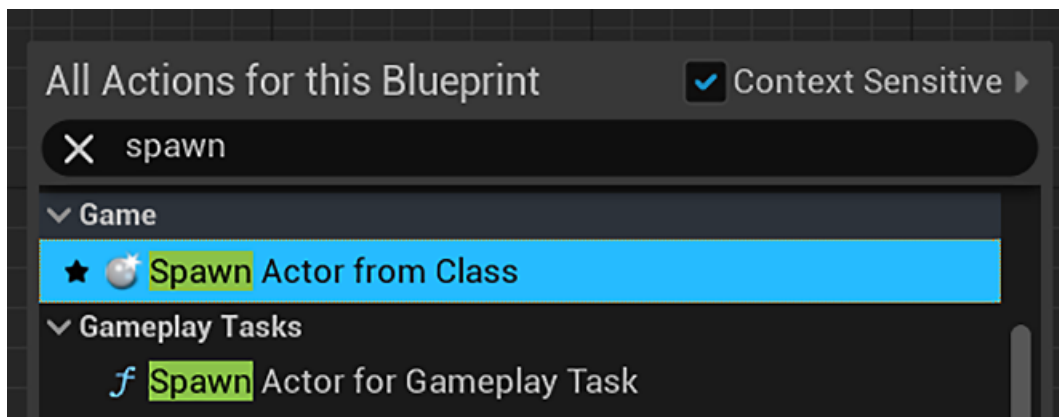 All Actions for this Blueprint Context Sensitive
spawn
Game
Spawn Actor from Class
Gameplay Tasks
Spawn Actor for Gameplay Task